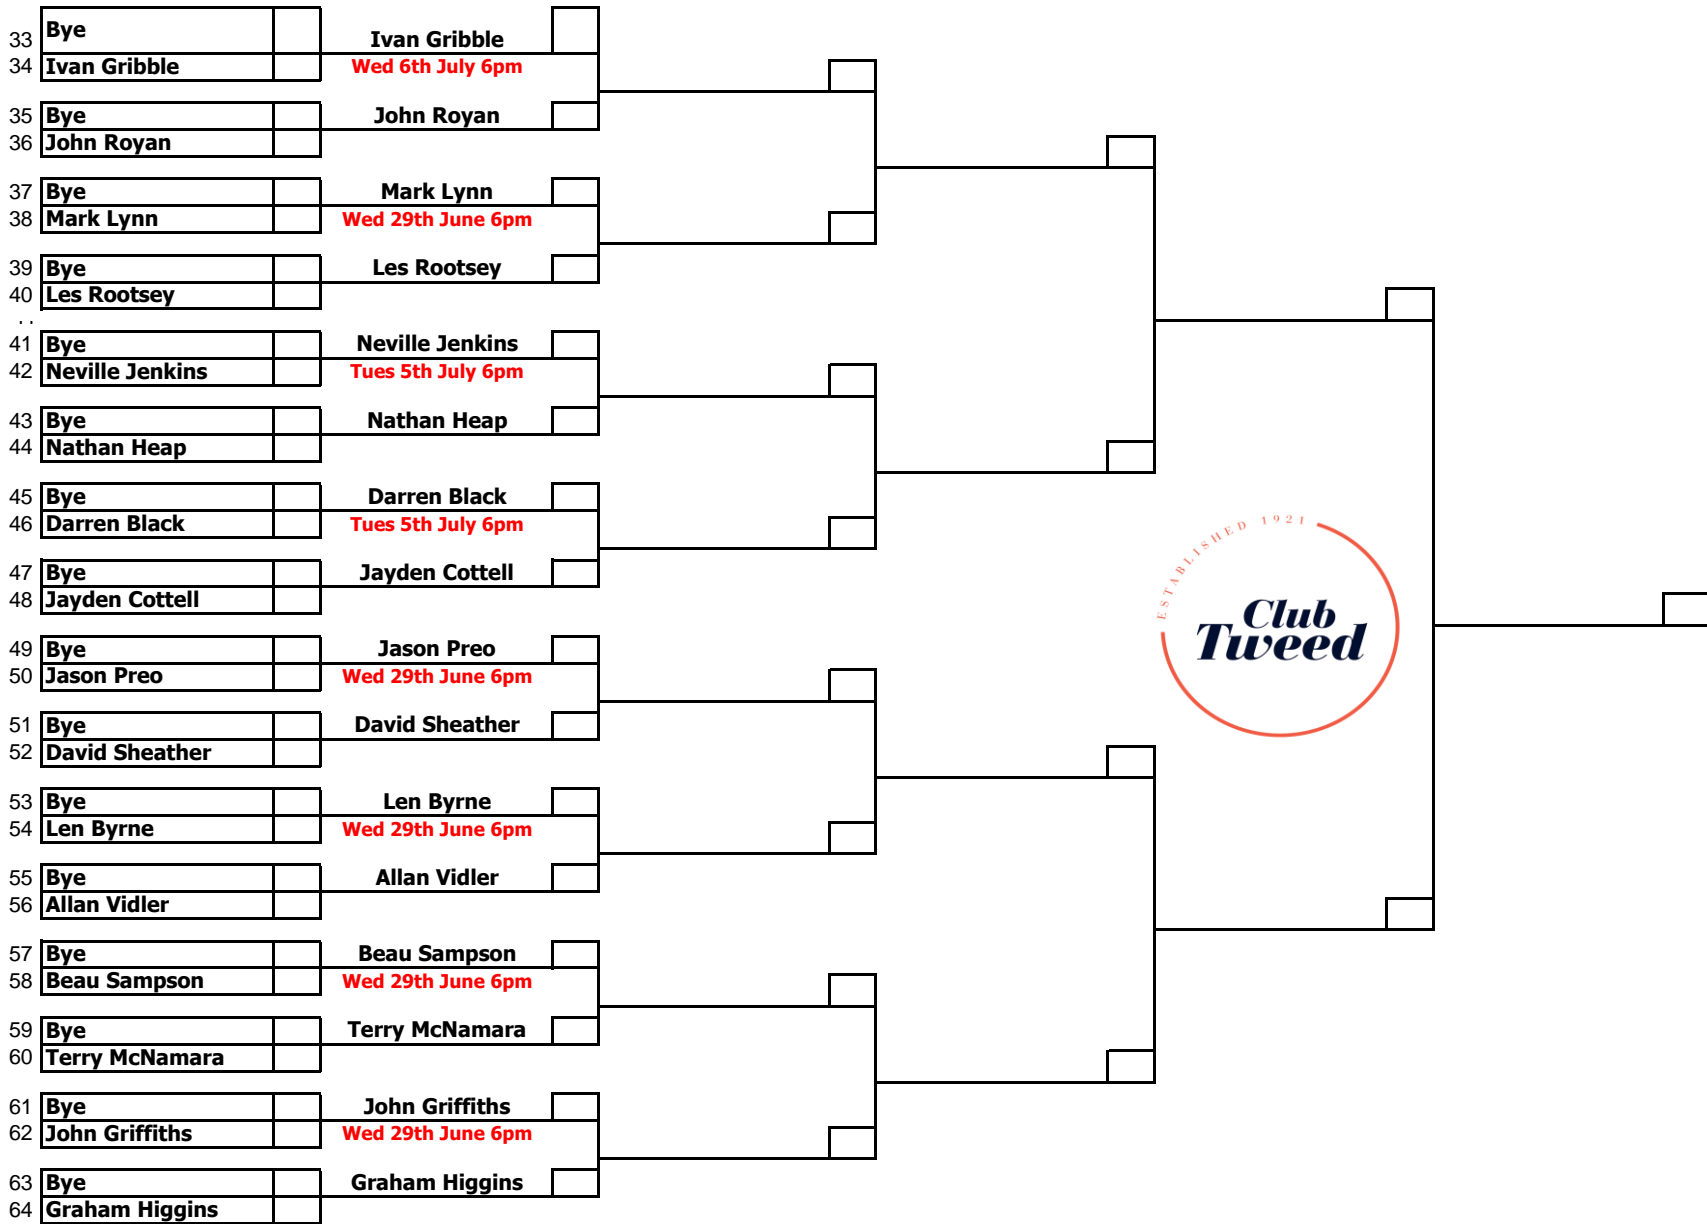 33 Bye Ivan Gribble
34 Ivan Gribble Wed 6th July 6pm
35 Bye John Royan
36 John Royan
37 Bye Mark Lynn
38 Mark Lynn Wed 29th June 6pm
39 Bye Les Rootsey
40 Les Rootsey
41 Bye Neville Jenkins
42 Neville Jenkins Tues 5th July 6pm
43 Bye Nathan Heap
44 Nathan Heap
45 Bye Darren Black
46 Darren Black Tues 5th July 6pm
47 Bye Jayden Cottell
48 Jayden Cottell
ESTABLISHED 1921
Club
Tweed
49 Bye Jason Preo
50 Jason Preo Wed 29th June 6pm
51 Bye David Sheather
52 David Sheather
53 Bye Len Byrne
54 Len Byrne Wed 29th June 6pm
55 Bye Allan Vidler
56 Allan Vidler
57 Bye Beau Sampson
58 Beau Sampson Wed 29th June 6pm
59 Bye Terry McNamara
60 Terry McNamara
61 Bye John Griffiths
62 John Griffiths Wed 29th June 6pm
63 Bye Graham Higgins
64 Graham Higgins